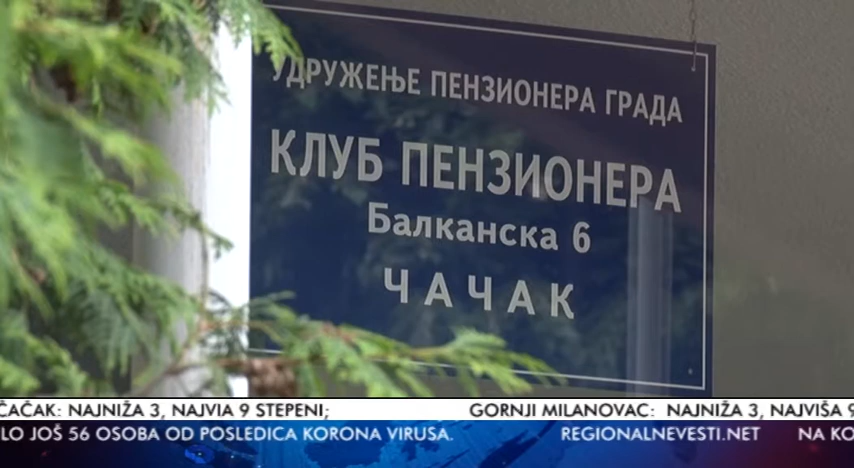 УДРУЖЕЊЕ ПЕНЗИОНЕРА ГРАДА
КЛУБ ПЕНЗИОНЕРА
Балканска 6
ЧАЧАК
ČAČAK: NAJNIŽA 3, NAJVIA 9 STEPENI; GORNJI MILANOVAC: NAJNIŽA 3, NAJVIŠA 9
LO JOŠ 56 OSOBA OD POSLEDICA KORONA VIRUSA. REGIONALNEVESTI.NET NA KO